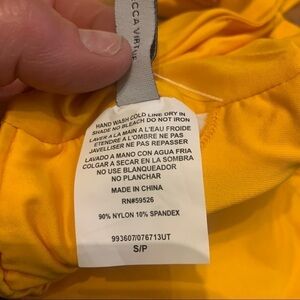 CCA VIRTUE
HAND WASH COLD LINE DRY IN
SHADE NO BLEACH DO NOT IRON
LAVER A LA MAIN A L'EAU FROIDE
ETENDRE A L'OMBRE NE PAS
JAVELLISER NE PAS REPASSER
LAVADO A MANO CON AGUA FRIA
COLGAR A SECAR EN LA SOMBRA
NO USE BLANQUEADOR
NO PLANCHAR
MADE IN CHINA
RN#59526
90% NYLON 10% SPANDEX
993607/076713UT
S/P